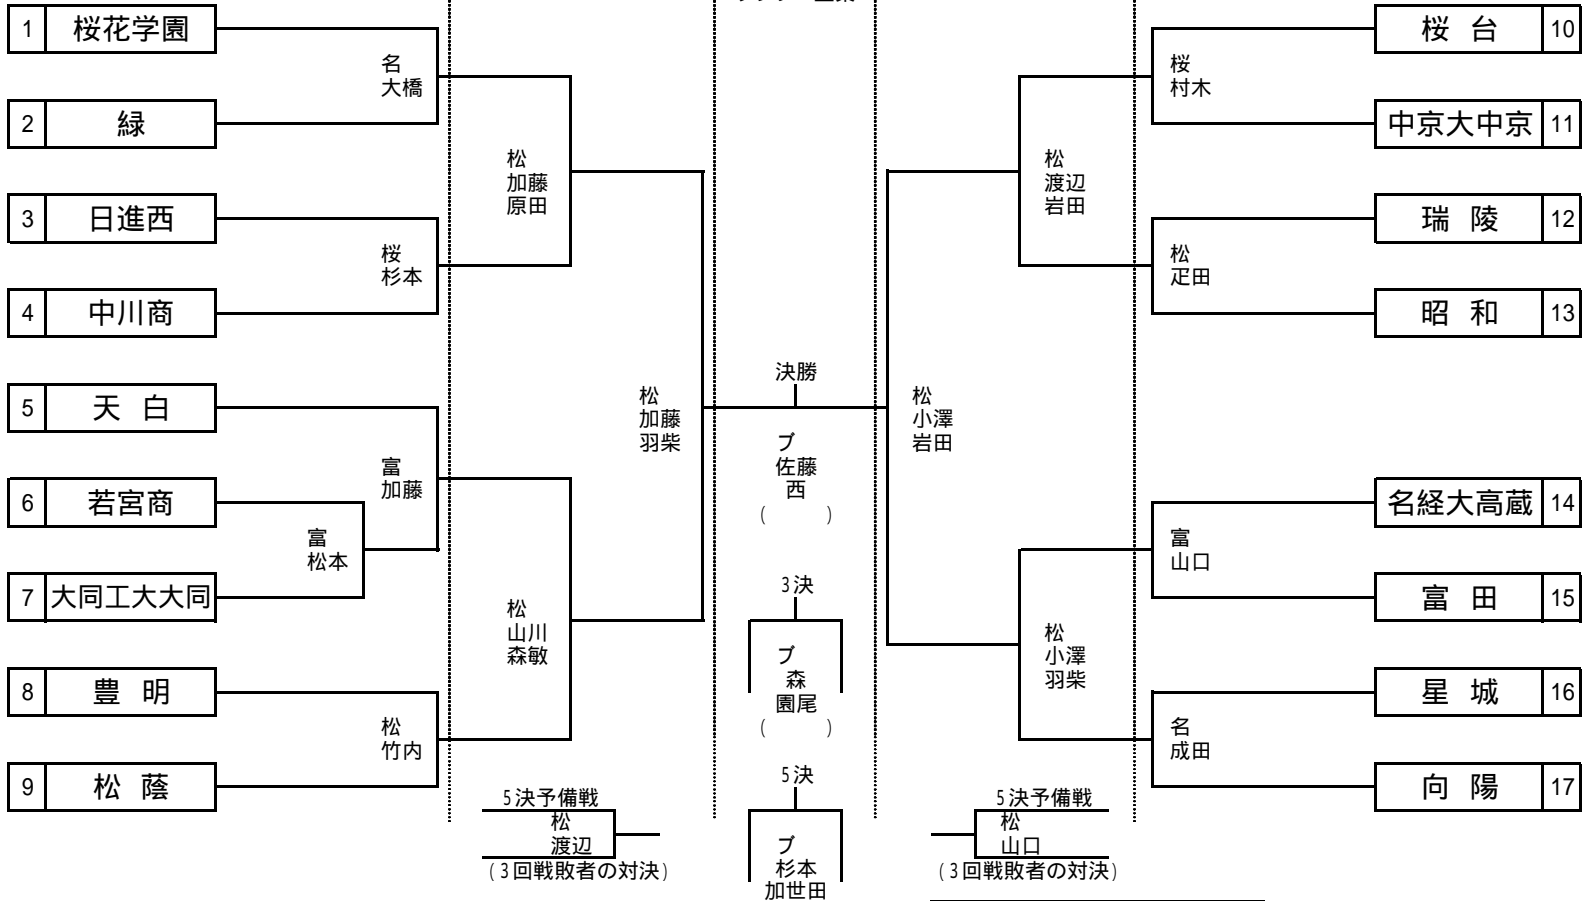 1 桜花学園
2 緑
3 日進西
4 中川商
5 天 白
6 若宮商
7 大同工大大同
8 豊 明
9 松 蔭
名
大橋
桜
杉本
富
加藤
富
松本
松
竹内
松
加藤
原田
松
山川
森敏
松
加藤
羽柴
5決予備戦
松
渡辺
(3回戦敗者の対決)
決勝
ブ
佐藤
西
( )
3決
ブ
森
園尾
( )
5決
ブ
杉本
加世田
松
小澤
岩田
松
渡辺
岩田
松
小澤
羽柴
5決予備戦
松
山口
(3回戦敗者の対決)
桜
村木
松
疋田
富
山口
名
成田
桜 台 10
中京大中京 11
瑞 陵 12
昭 和 13
名経大高蔵 14
富 田 15
星 城 16
向 陽 17